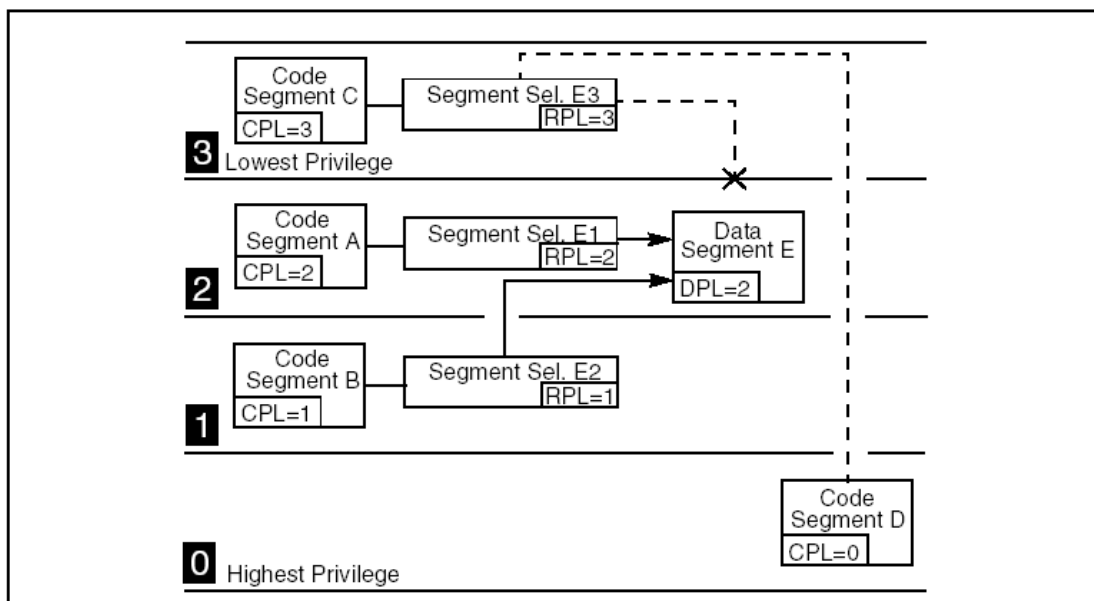 Code
Segment C
CPL=3
Segment Sel. E3
RPL=3
3
Lowest Privilege
Code
Segment A
CPL=2
Segment Sel. E1
RPL=2
Data
Segment E
DPL=2
2
Code
Segment B
CPL=1
Segment Sel. E2
RPL=1
1
Code
Segment D
CPL=0
0
Highest Privilege